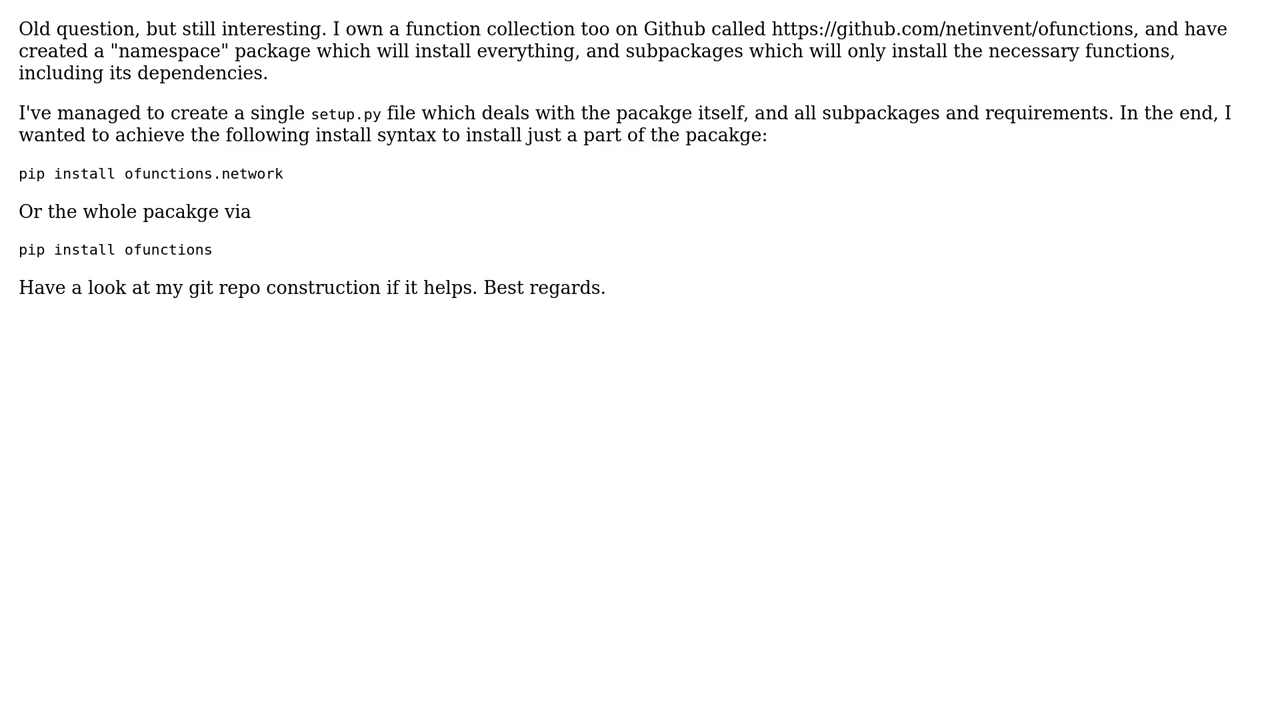 Old question, but still interesting. I own a function collection too on Github called https://github.com/netinvent/ofunctions, and have
created a "namespace" package which will install everything, and subpackages which will only install the necessary functions,
including its dependencies.
I've managed to create a single setup.py file which deals with the pacakge itself, and all subpackages and requirements. In the end, I
wanted to achieve the following install syntax to install just a part of the pacakge:
pip install ofunctions.network
Or the whole pacakge via
pip install ofunctions
Have a look at my git repo construction if it helps. Best regards.